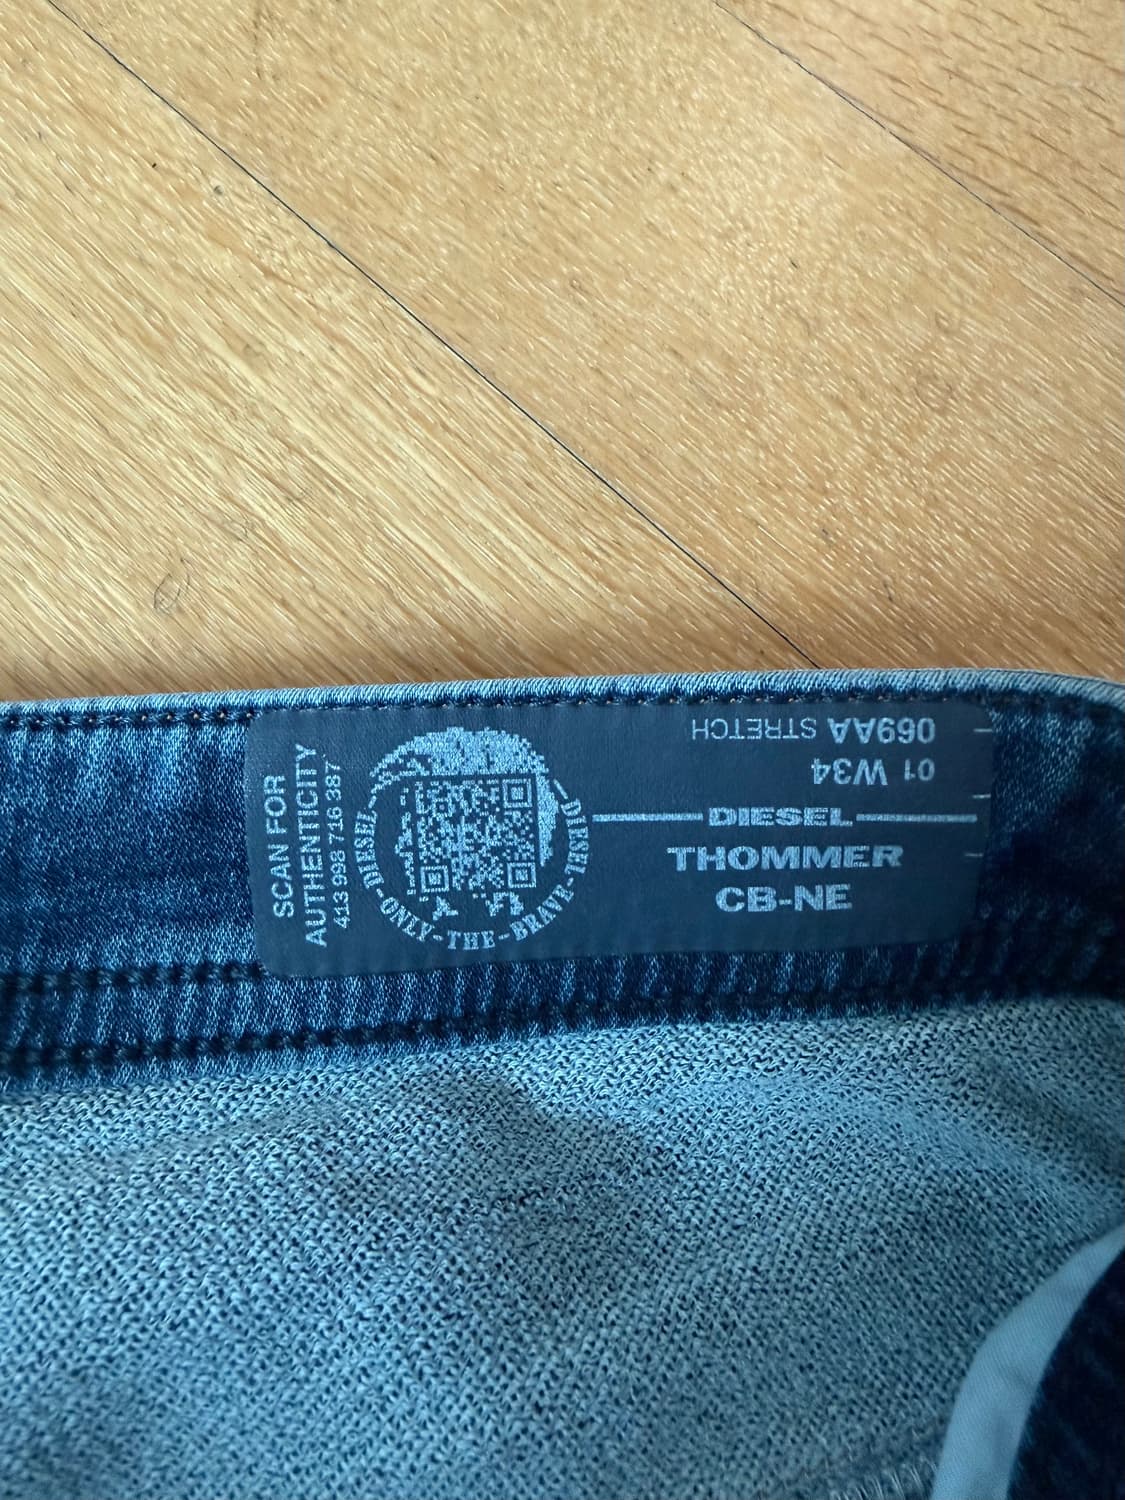 SCAN FOR
AUTHENTICITY
413 998 716 387
DIESEL-ONLY-THE-BRAVE-DIESEL
069AA STRETCH
01 W34
DIESEL
THOMMER
CB-NE